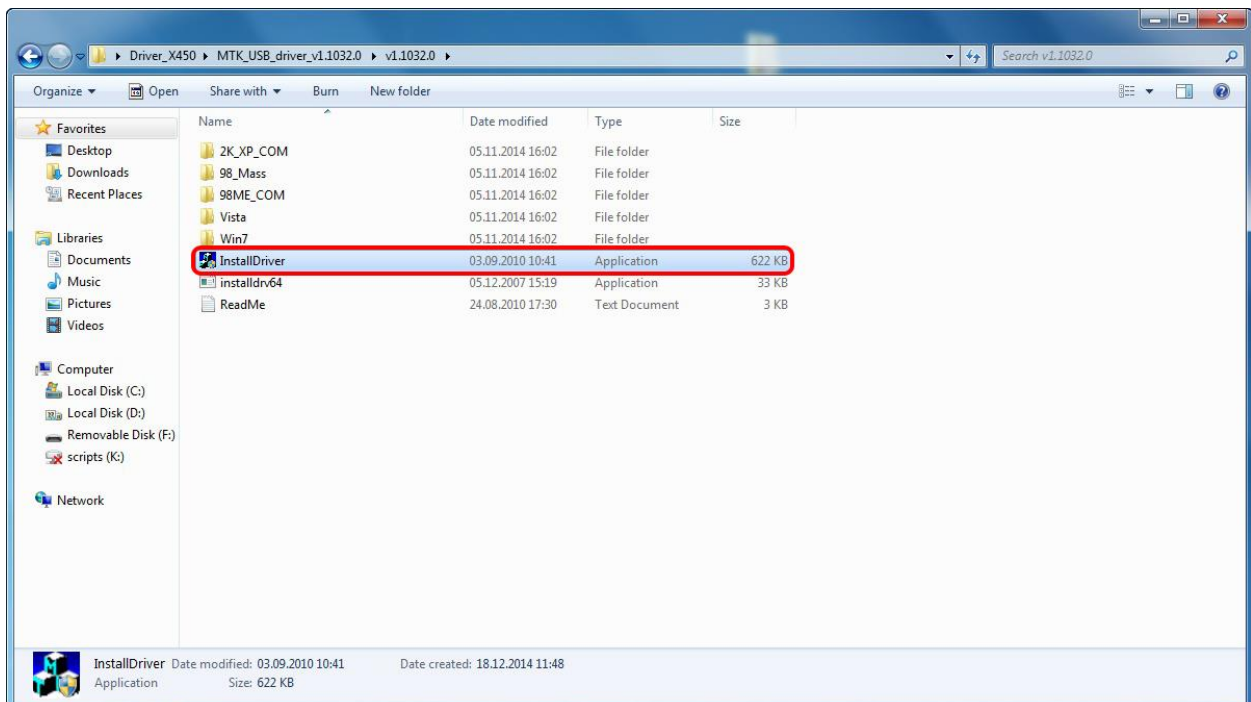 Driver_X450 MTK_USB_driver_v1.1032.0 v1.1032.0 Search v1.1032.0
Organize Open Share with Burn New folder
Favorites
Desktop
Downloads
Recent Places
Libraries
Documents
Music
Pictures
Videos
Computer
Local Disk (C:)
Local Disk (D:)
Removable Disk (F:)
scripts (K:)
Network
Name Date modified Type Size
2K_XP_COM 05.11.2014 16:02 File folder
98_Mass 05.11.2014 16:02 File folder
98ME_COM 05.11.2014 16:02 File folder
Vista 05.11.2014 16:02 File folder
Win7 05.11.2014 16:02 File folder
InstallDriver 03.09.2010 10:41 Application 622 KB
installdrv64 05.12.2007 15:19 Application 33 KB
ReadMe 24.08.2010 17:30 Text Document 3 KB
InstallDriver Date modified: 03.09.2010 10:41 Date created: 18.12.2014 11:48
Application Size: 622 KB